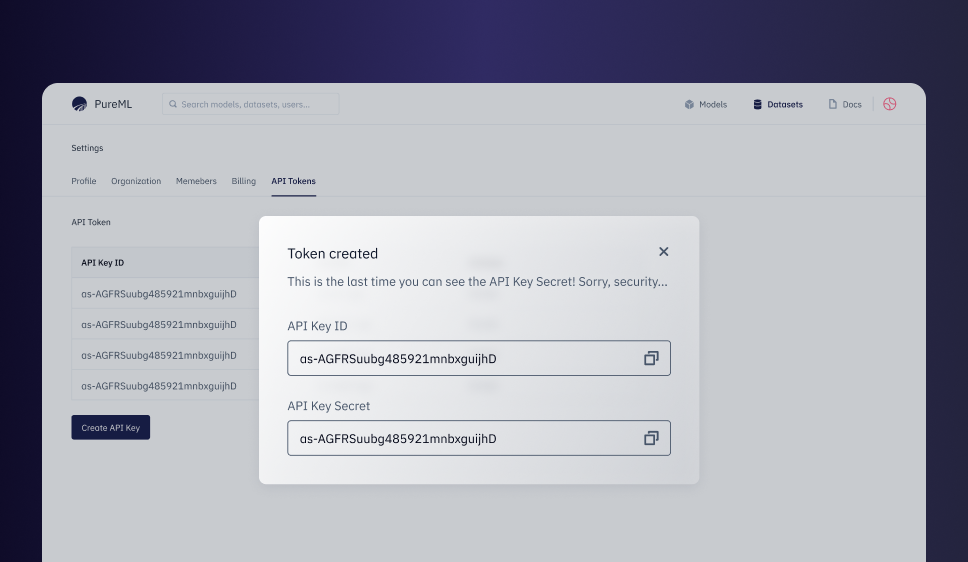 PureML
Search models, datasets, users...
Models
Datasets
Docs
Settings
Profile
Organization
Memebers
Billing
API Tokens
API Token
API Key ID
as-AGFRSuubg485921mnbxguijhD
as-AGFRSuubg485921mnbxguijhD
as-AGFRSuubg485921mnbxguijhD
as-AGFRSuubg485921mnbxguijhD
Create API Key
Token created
This is the last time you can see the API Key Secret! Sorry, security...
API Key ID
as-AGFRSuubg485921mnbxguijhD
API Key Secret
as-AGFRSuubg485921mnbxguijhD